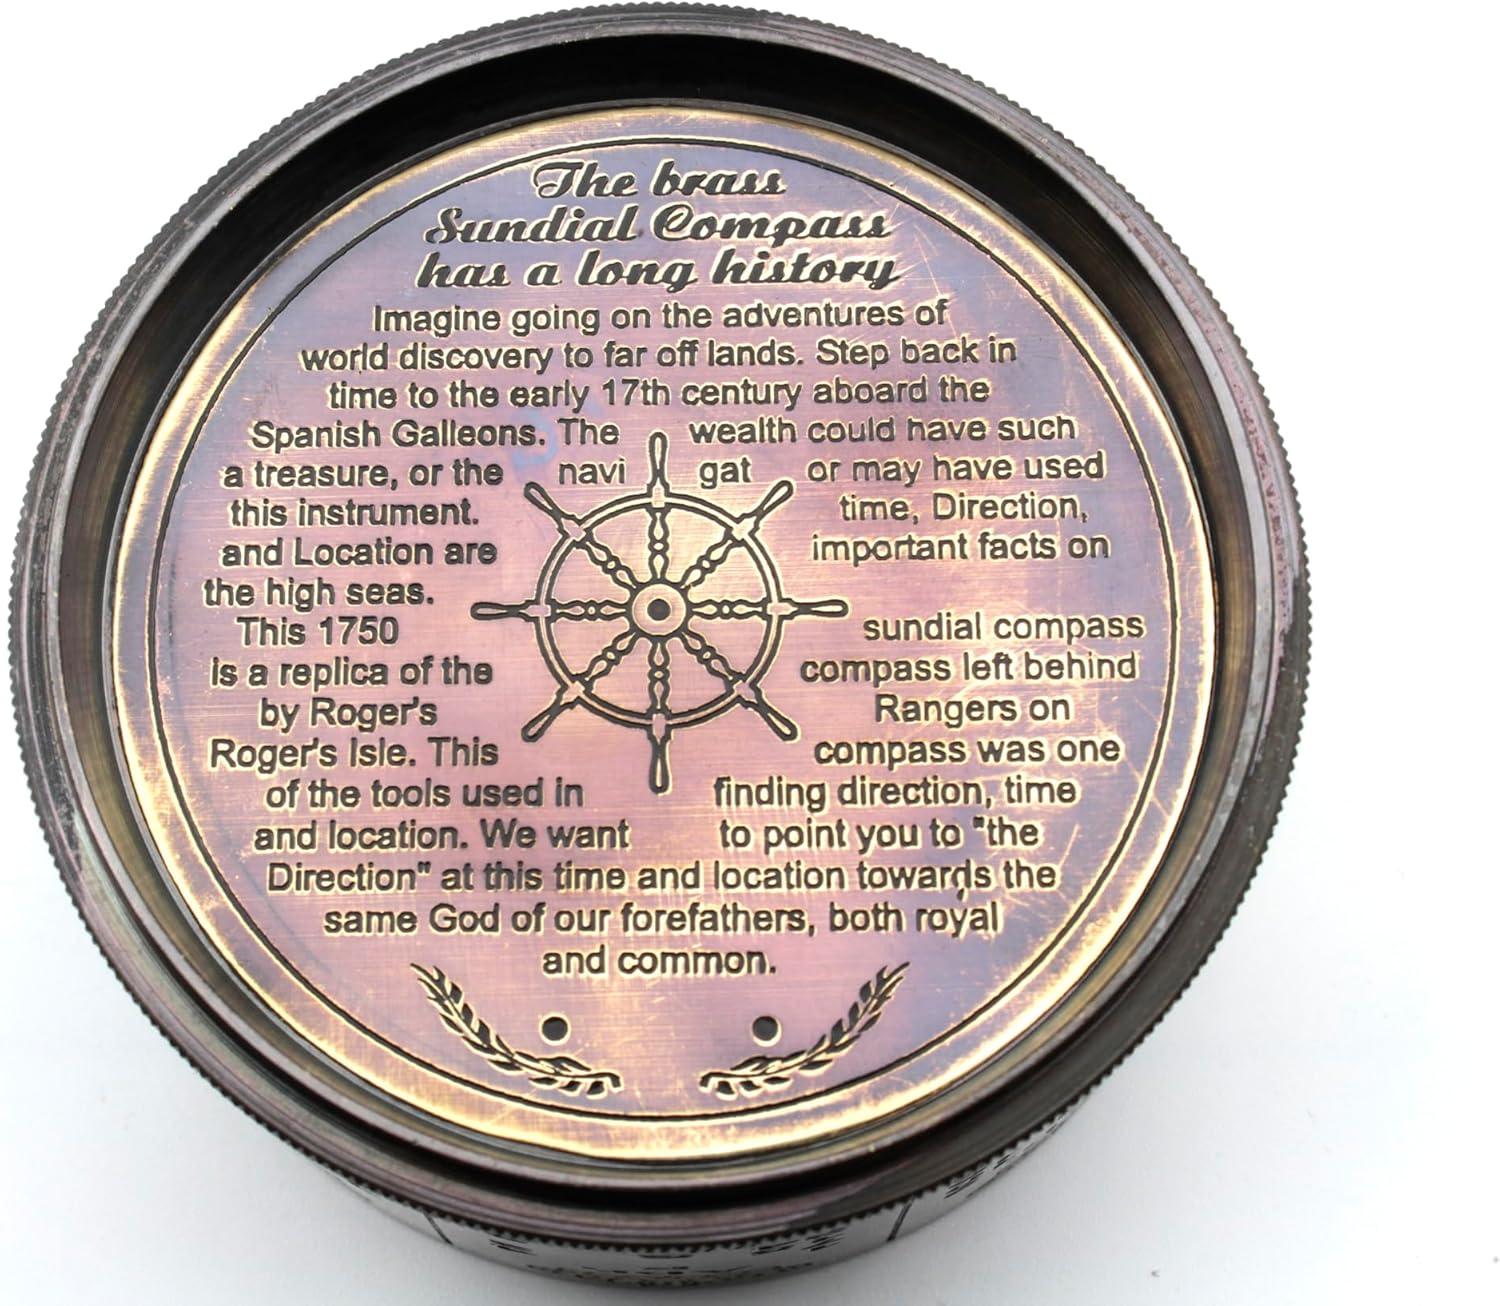 The brass
Sundial Compass
has a long history
Imagine going on the adventures of
world discovery to far off lands. Step back in
time to the early 17th century aboard the
Spanish Galleons. The wealth could have such
a treasure, or the navi gat or may have used
this instrument. time, Direction,
and Location are important facts on
the high seas.
This 1750 sundial compass
is a replica of the compass left behind
by Roger's Rangers on
Roger's Isle. This compass was one
of the tools used in finding direction, time
and location. We want to point you to "the
Direction" at this time and location towards the
same God of our forefathers, both royal
and common.